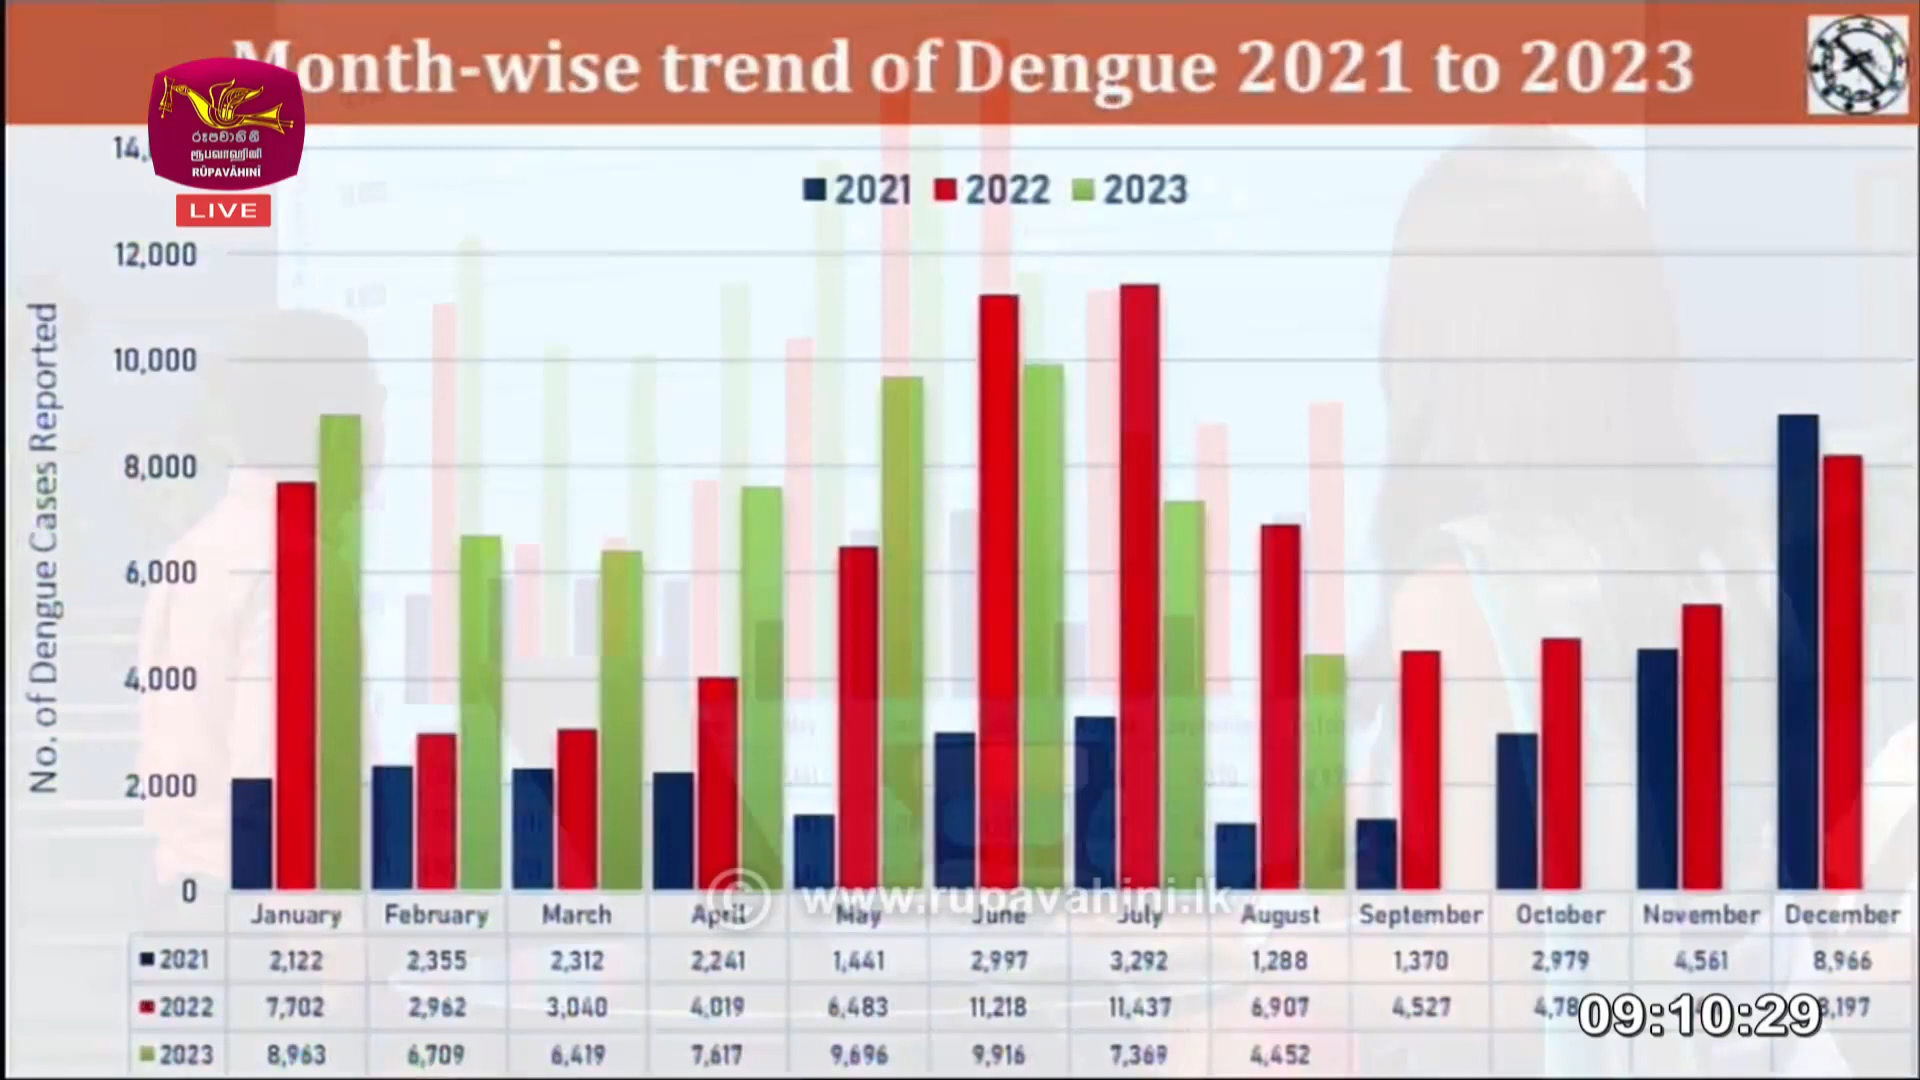 Month-wise trend of Dengue 2021 to 2023
රූපවාහිනී
ரூபவாஹினி
RŪPAVĀHINĪ
LIVE
2021 2022 2023
No. of Dengue Cases Reported
12,000
10,000
8,000
6,000
4,000
2,000
0
January February March April May June July August September October November December
© www.rupavahini.lk
2021 2,122 2,355 2,312 2,241 1,441 2,997 3,292 1,288 1,370 2,979 4,561 8,966
2022 7,702 2,962 3,040 4,019 6,483 11,218 11,437 6,907 4,527
2023 8,963 6,709 6,419 7,617 9,696 9,916 7,369 4,452
09:10:29